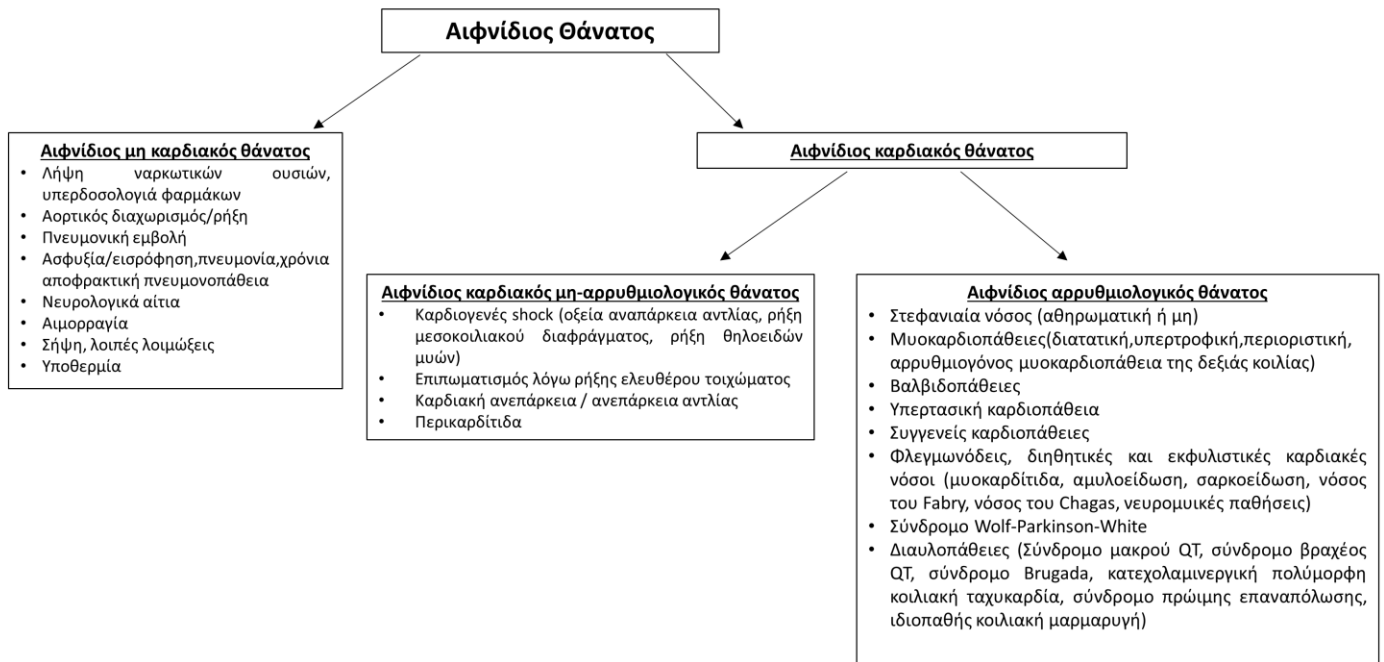 Αιφνίδιος Θάνατος
Αιφνίδιος μη καρδιακός θάνατος
• Λήψη ναρκωτικών ουσιών,
υπερδοσολογιά φαρμάκων
• Αορτικός διαχωρισμός/ρήξη
• Πνευμονική εμβολή
• Ασφυξία/εισρόφηση,πνευμονία,χρόνια
αποφρακτική πνευμονοπάθεια
• Νευρολογικά αίτια
• Αιμορραγία
• Σήψη, λοιπές λοιμώξεις
• Υποθερμία
Αιφνίδιος καρδιακός θάνατος
Αιφνίδιος καρδιακός μη-αρρυθμιολογικός θάνατος
• Καρδιογενές shock (οξεία αναπάρκεια αντλίας, ρήξη
μεσοκοιλιακού διαφράγματος, ρήξη θηλοειδών
μυών)
• Επιπωματισμός λόγω ρήξης ελευθέρου τοιχώματος
• Καρδιακή ανεπάρκεια / ανεπάρκεια αντλίας
• Περικαρδίτιδα
Αιφνίδιος αρρυθμιολογικός θάνατος
• Στεφανιαία νόσος (αθηρωματική ή μη)
• Μυοκαρδιοπάθειες(διατατική,υπερτροφική,περιοριστική,
αρρυθμιογόνος μυοκαρδιοπάθεια της δεξιάς κοιλίας)
• Βαλβιδοπάθειες
• Υπερτασική καρδιοπάθεια
• Συγγενείς καρδιοπάθειες
• Φλεγμωνόδεις, διηθητικές και εκφυλιστικές καρδιακές
νόσοι (μυοκαρδίτιδα, αμυλοείδωση, σαρκοείδωση, νόσος
του Fabry, νόσος του Chagas, νευρομυικές παθήσεις)
• Σύνδρομο Wolf-Parkinson-White
• Διαυλοπάθειες (Σύνδρομο μακρού QT, σύνδρομο βραχέος
QT, σύνδρομο Brugada, κατεχολαμινεργική πολύμορφη
κοιλιακή ταχυκαρδία, σύνδρομο πρώιμης επαναπόλωσης,
ιδιοπαθής κοιλιακή μαρμαρυγή)